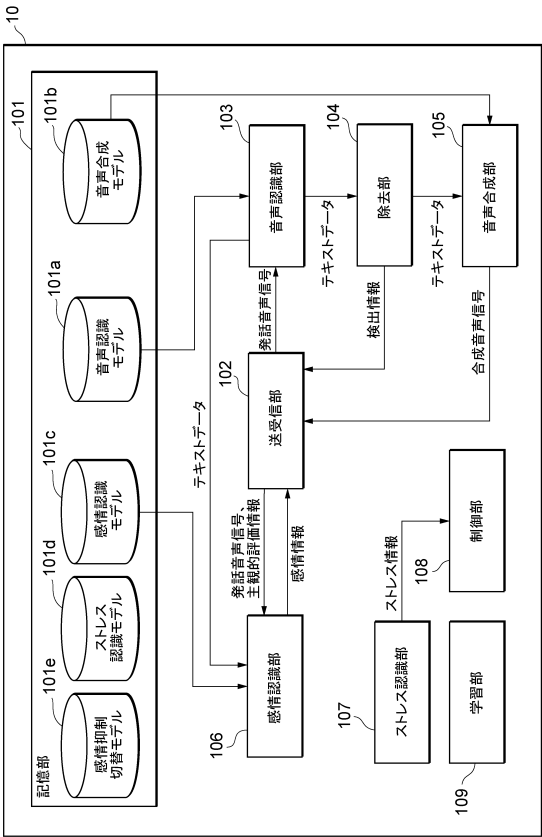 10
101
記憶部
101e
感情抑制
切替モデル
101d
ストレス
認識モデル
101c
感情認識
モデル
101a
音声認識
モデル
101b
音声合成
モデル
テキストデータ
106
感情認識部
発話音声信号、
主観的評価情報
感情情報
102
送受信部
発話音声信号
103
音声認識部
テキストデータ
検出情報
104
除去部
テキストデータ
合成音声信号
105
音声合成部
107
ストレス認識部
ストレス情報
108
制御部
109
学習部